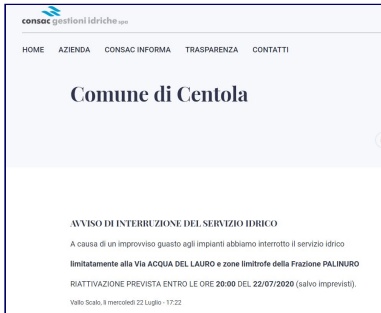 consac gestioni idriche spa
HOME AZIENDA CONSAC INFORMA TRASPARENZA CONTATTI
Comune di Centola
AVVISO DI INTERRUZIONE DEL SERVIZIO IDRICO
A causa di un improvviso guasto agli impianti abbiamo interrotto il servizio idrico
limitatamente alla Via ACQUA DEL LAURO e zone limitrofe della Frazione PALINURO
RIATTIVAZIONE PREVISTA ENTRO LE ORE 20:00 DEL 22/07/2020 (salvo imprevisti).
Vallo Scalo, li mercoledì 22 Luglio - 17:22